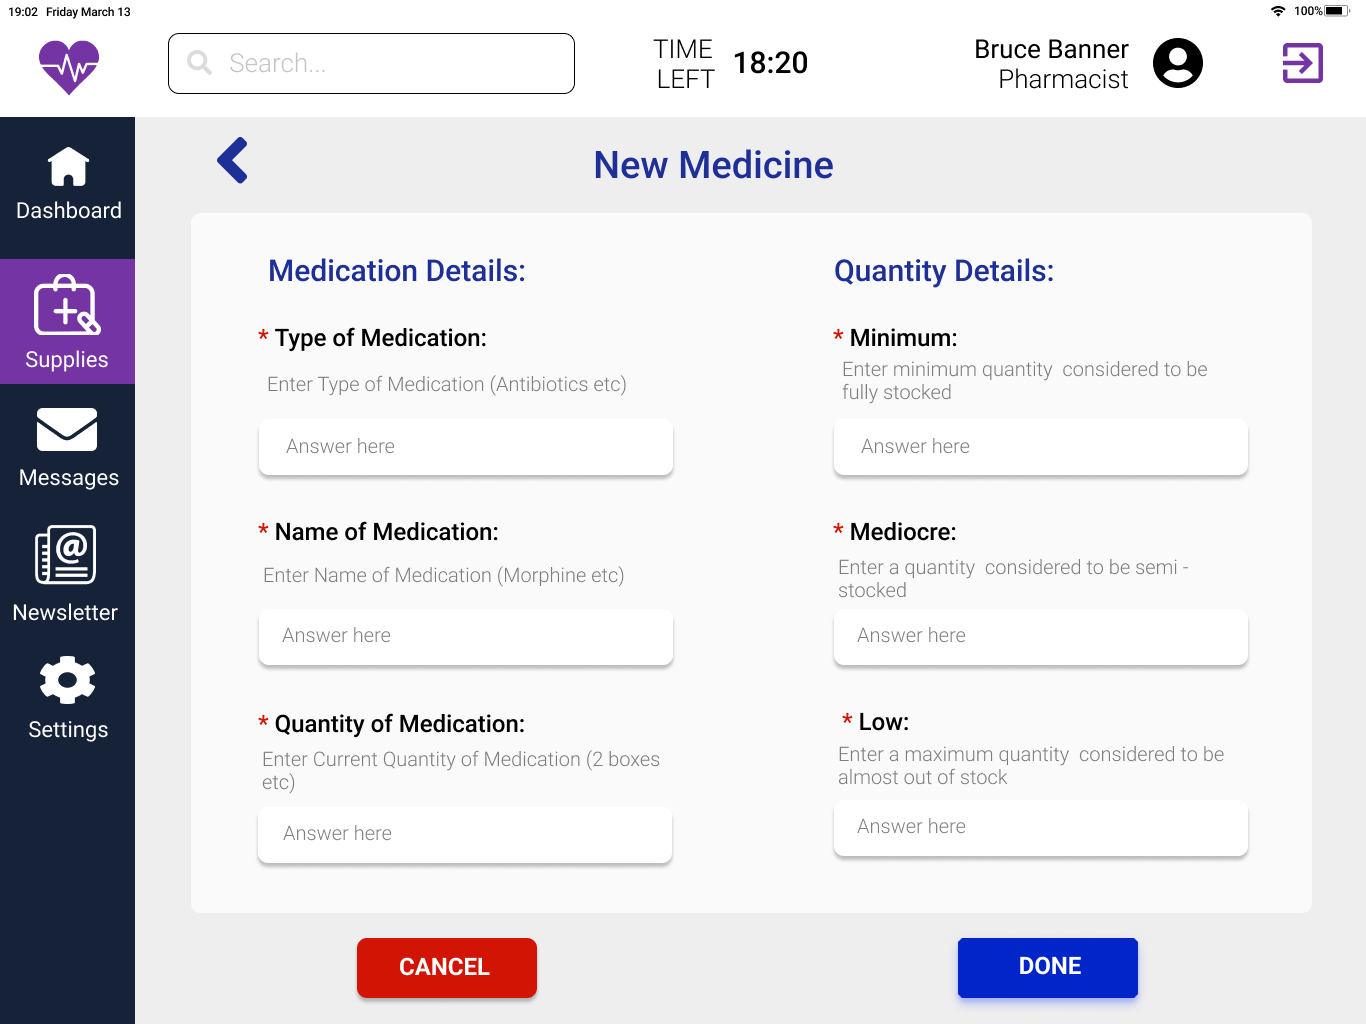 19:02 Friday March 13
100%
Search...
TIME
LEFT
18:20
Bruce Banner
Pharmacist
Dashboard
Supplies
Messages
Newsletter
Settings
New Medicine
Medication Details:
* Type of Medication:
Enter Type of Medication (Antibiotics etc)
Answer here
* Name of Medication:
Enter Name of Medication (Morphine etc)
Answer here
* Quantity of Medication:
Enter Current Quantity of Medication (2 boxes
etc)
Answer here
Quantity Details:
* Minimum:
Enter minimum quantity  considered to be
fully stocked
Answer here
* Mediocre:
Enter a quantity  considered to be semi -
stocked
Answer here
* Low:
Enter a maximum quantity  considered to be
almost out of stock
Answer here
CANCEL
DONE